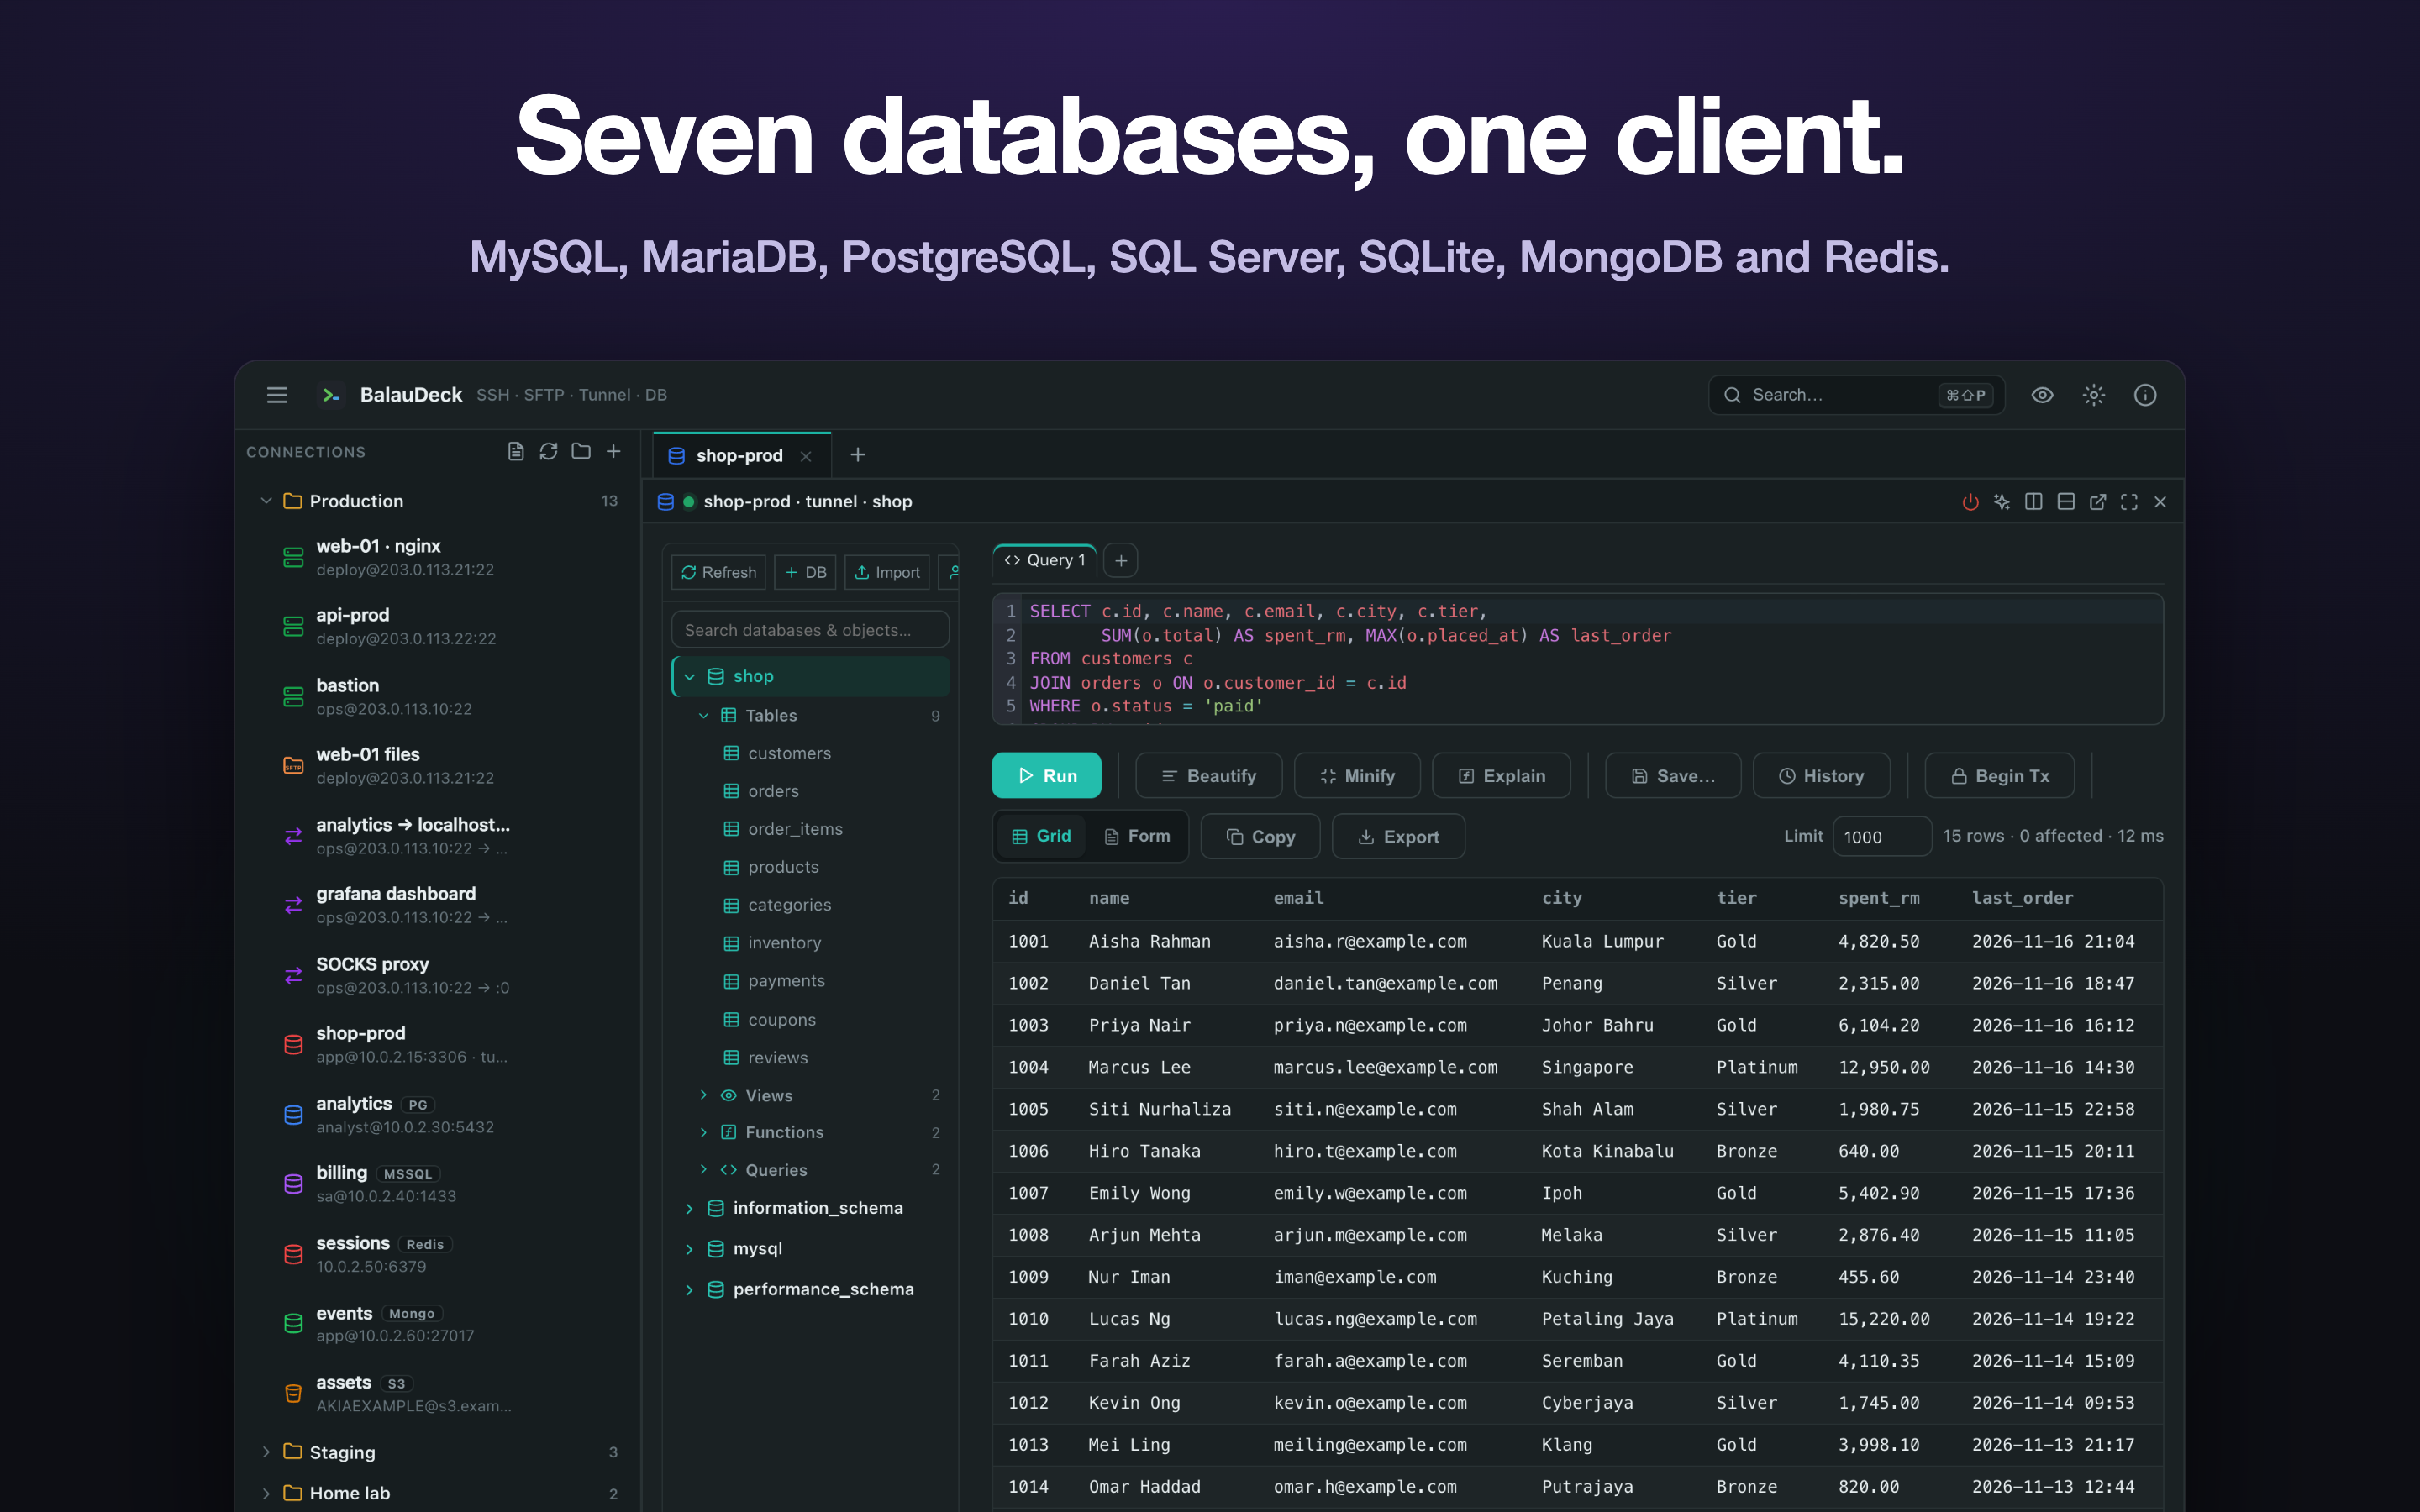 Seven databases, one client.
MySQL, MariaDB, PostgreSQL, SQL Server, SQLite, MongoDB and Redis.
BalauDeck SSH · SFTP · Tunnel · DB
Search… ⌘⇧P
CONNECTIONS
Production 13
web-01 · nginx
deploy@203.0.113.21:22
api-prod
deploy@203.0.113.22:22
bastion
ops@203.0.113.10:22
SFTP
web-01 files
deploy@203.0.113.21:22
analytics → localhost...
ops@203.0.113.10:22 → ...
grafana dashboard
ops@203.0.113.10:22 → ...
SOCKS proxy
ops@203.0.113.10:22 → :0
shop-prod
app@10.0.2.15:3306 · tu...
analytics PG
analyst@10.0.2.30:5432
billing MSSQL
sa@10.0.2.40:1433
sessions Redis
10.0.2.50:6379
events Mongo
app@10.0.2.60:27017
assets S3
AKIAEXAMPLE@s3.exam...
Staging 3
Home lab 2
shop-prod
shop-prod · tunnel · shop
Refresh DB Import
Search databases & objects...
shop
Tables 9
customers
orders
order_items
products
categories
inventory
payments
coupons
reviews
Views 2
Functions 2
Queries 2
information_schema
mysql
performance_schema
Query 1
1 SELECT c.id, c.name, c.email, c.city, c.tier,
2 SUM(o.total) AS spent_rm, MAX(o.placed_at) AS last_order
3 FROM customers c
4 JOIN orders o ON o.customer_id = c.id
5 WHERE o.status = 'paid'
Run Beautify Minify Explain Save... History Begin Tx
Grid Form Copy Export Limit 1000 15 rows · 0 affected · 12 ms
id name email city tier spent_rm last_order
1001 Aisha Rahman aisha.r@example.com Kuala Lumpur Gold 4,820.50 2026-11-16 21:04
1002 Daniel Tan daniel.tan@example.com Penang Silver 2,315.00 2026-11-16 18:47
1003 Priya Nair priya.n@example.com Johor Bahru Gold 6,104.20 2026-11-16 16:12
1004 Marcus Lee marcus.lee@example.com Singapore Platinum 12,950.00 2026-11-16 14:30
1005 Siti Nurhaliza siti.n@example.com Shah Alam Silver 1,980.75 2026-11-15 22:58
1006 Hiro Tanaka hiro.t@example.com Kota Kinabalu Bronze 640.00 2026-11-15 20:11
1007 Emily Wong emily.w@example.com Ipoh Gold 5,402.90 2026-11-15 17:36
1008 Arjun Mehta arjun.m@example.com Melaka Silver 2,876.40 2026-11-15 11:05
1009 Nur Iman iman@example.com Kuching Bronze 455.60 2026-11-14 23:40
1010 Lucas Ng lucas.ng@example.com Petaling Jaya Platinum 15,220.00 2026-11-14 19:22
1011 Farah Aziz farah.a@example.com Seremban Gold 4,110.35 2026-11-14 15:09
1012 Kevin Ong kevin.o@example.com Cyberjaya Silver 1,745.00 2026-11-14 09:53
1013 Mei Ling meiling@example.com Klang Gold 3,998.10 2026-11-13 21:17
1014 Omar Haddad omar.h@example.com Putrajaya Bronze 820.00 2026-11-13 12:44